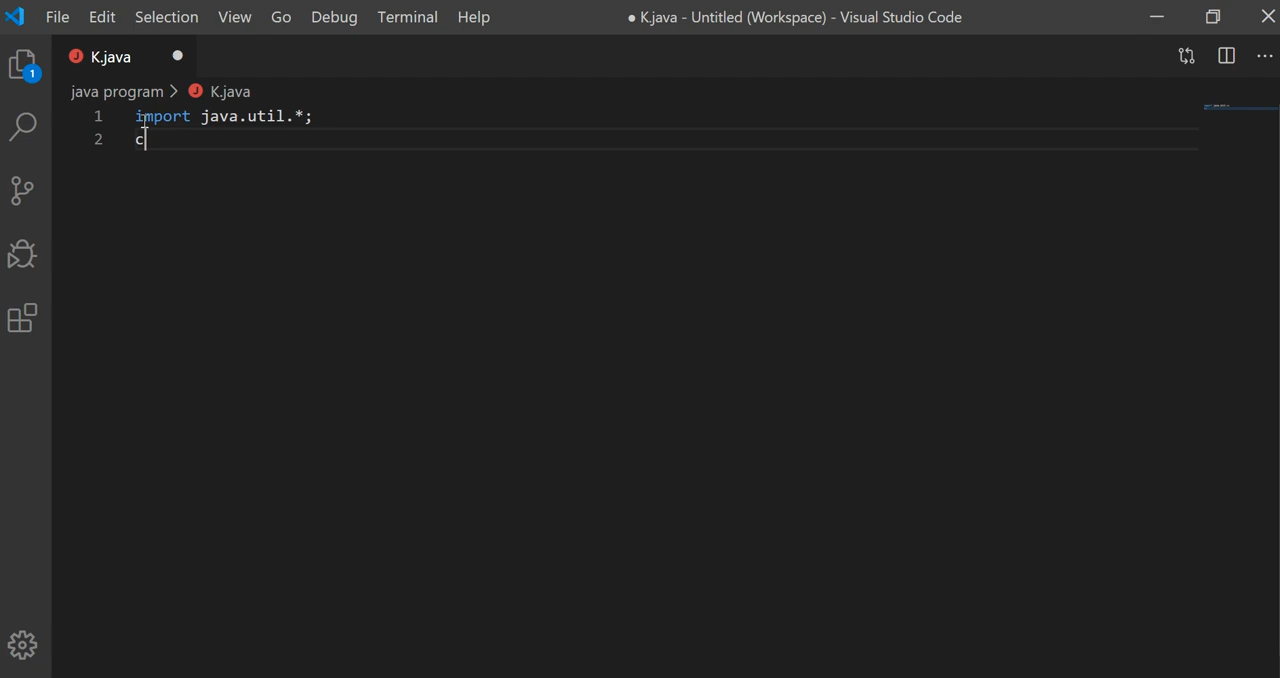 File Edit Selection View Go Debug Terminal Help ● K.java - Untitled (Workspace) - Visual Studio Code
J K.java
1
java program > J K.java
1 import java.util.*;
2 c